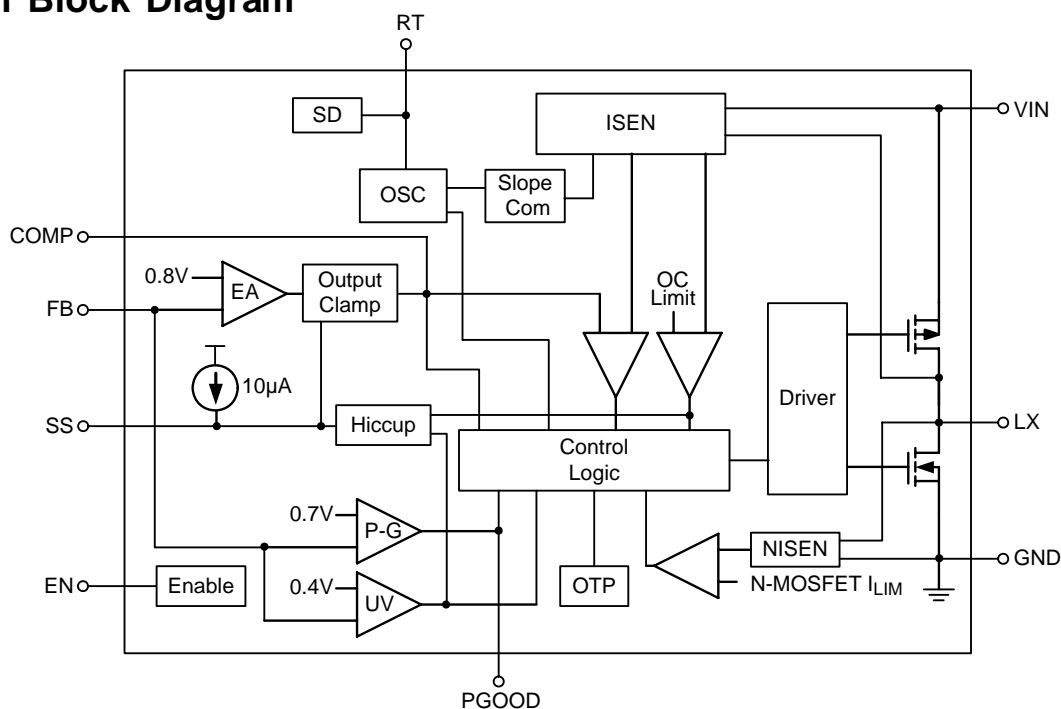 Block Diagram
RT
SD
ISEN
VIN
OSC
Slope
Com
COMP
0.8V
EA
Output
Clamp
OC
Limit
FB
10µA
Driver
SS
Hiccup
LX
Control
Logic
0.7V
P-G
NISEN
GND
EN
Enable
0.4V
UV
OTP
N-MOSFET ILIM
PGOOD